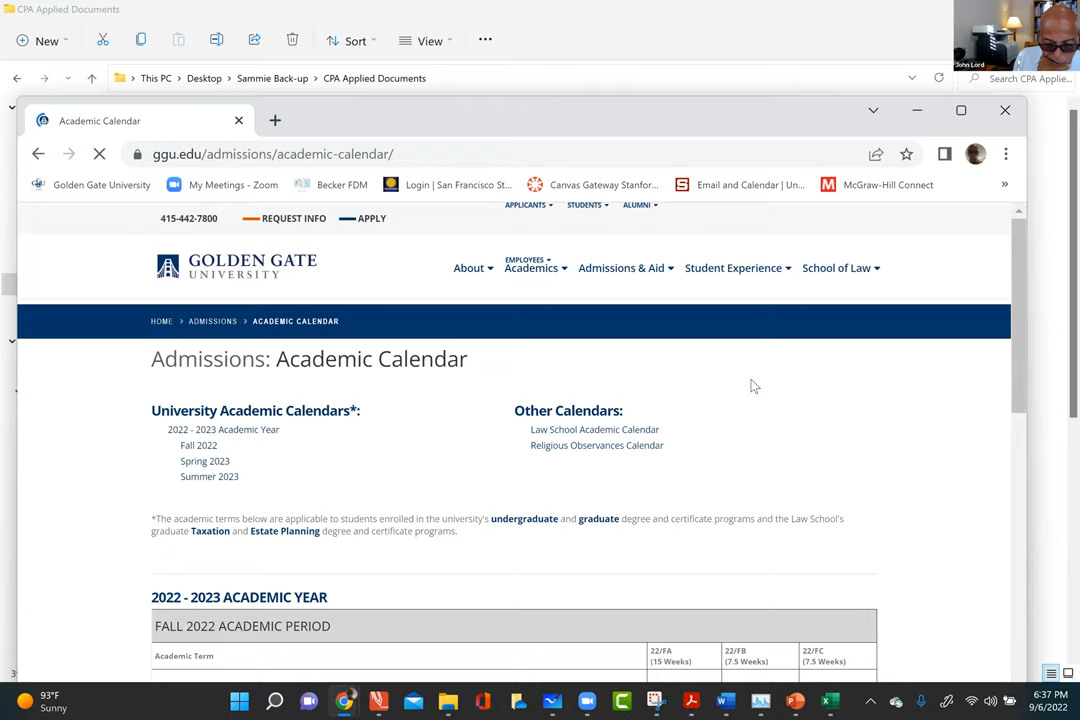 CPA Applied Documents
New
Sort
View
This PC
Desktop
Sammie Back-up
CPA Applied Documents
Search CPA Applie...
John Lord
Academic Calendar
ggu.edu/admissions/academic-calendar/
Golden Gate University
My Meetings - Zoom
Becker FDM
Login | San Francisco St...
Canvas Gateway Stanfor...
Email and Calendar | Un...
McGraw-Hill Connect
»
415-442-7800
REQUEST INFO
APPLY
APPLICANTS
STUDENTS
ALUMNI
EMPLOYEES
GOLDEN GATE
UNIVERSITY
About
Academics
Admissions & Aid
Student Experience
School of Law
HOME > ADMISSIONS > ACADEMIC CALENDAR
Admissions: Academic Calendar
University Academic Calendars*:
2022 - 2023 Academic Year
Fall 2022
Spring 2023
Summer 2023
Other Calendars:
Law School Academic Calendar
Religious Observances Calendar
*The academic terms below are applicable to students enrolled in the university's undergraduate and graduate degree and certificate programs and the Law School's
graduate Taxation and Estate Planning degree and certificate programs.
2022 - 2023 ACADEMIC YEAR
FALL 2022 ACADEMIC PERIOD
Academic Term
22/FA
(15 Weeks)
22/FB
(7.5 Weeks)
22/FC
(7.5 Weeks)
93°F
Sunny
6:37 PM
9/6/2022